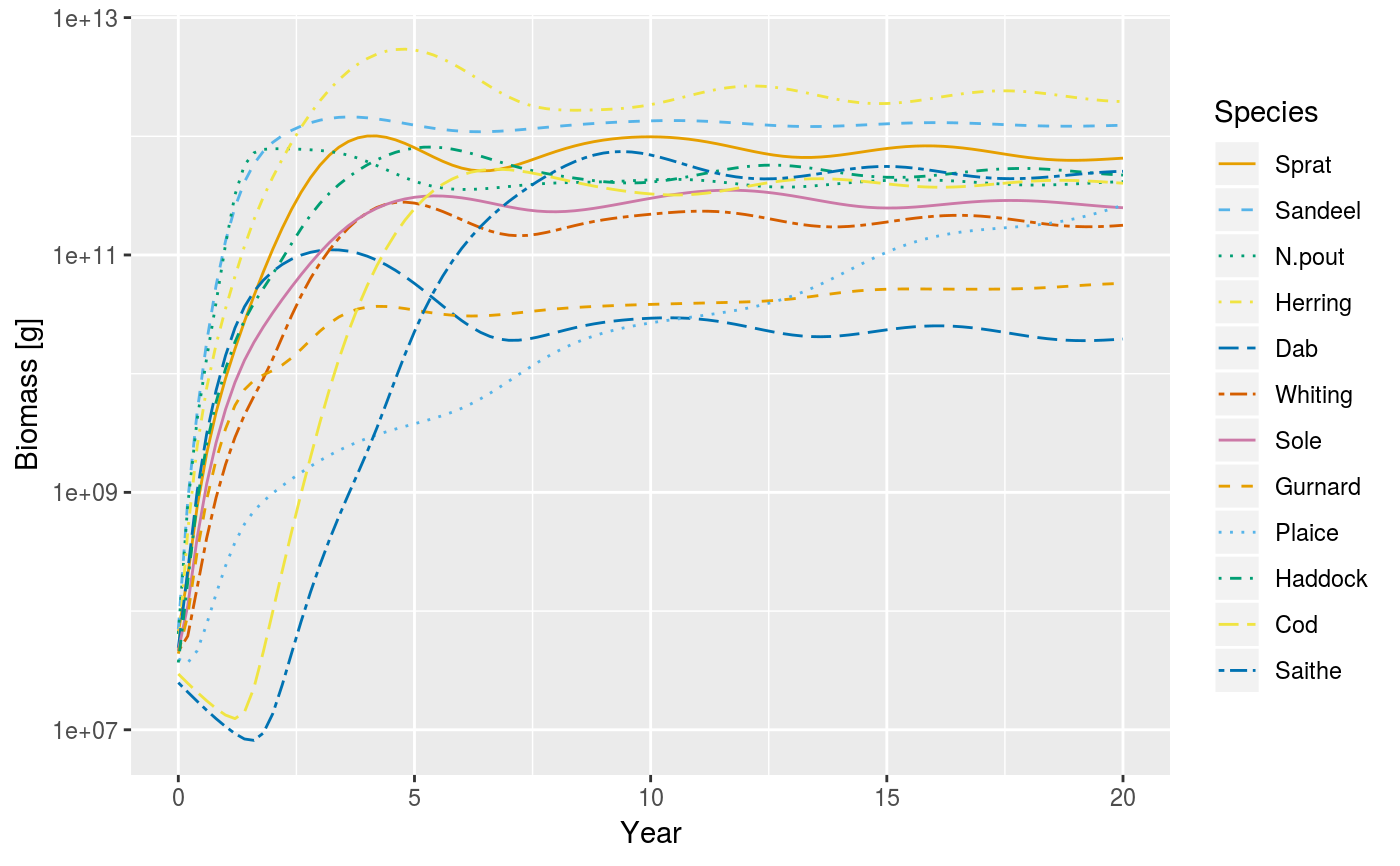 1e+13
1e+11
1e+09
1e+07
Biomass [g]
0 5 10 15 20
Year
Species
Sprat
Sandeel
N.pout
Herring
Dab
Whiting
Sole
Gurnard
Plaice
Haddock
Cod
Saithe